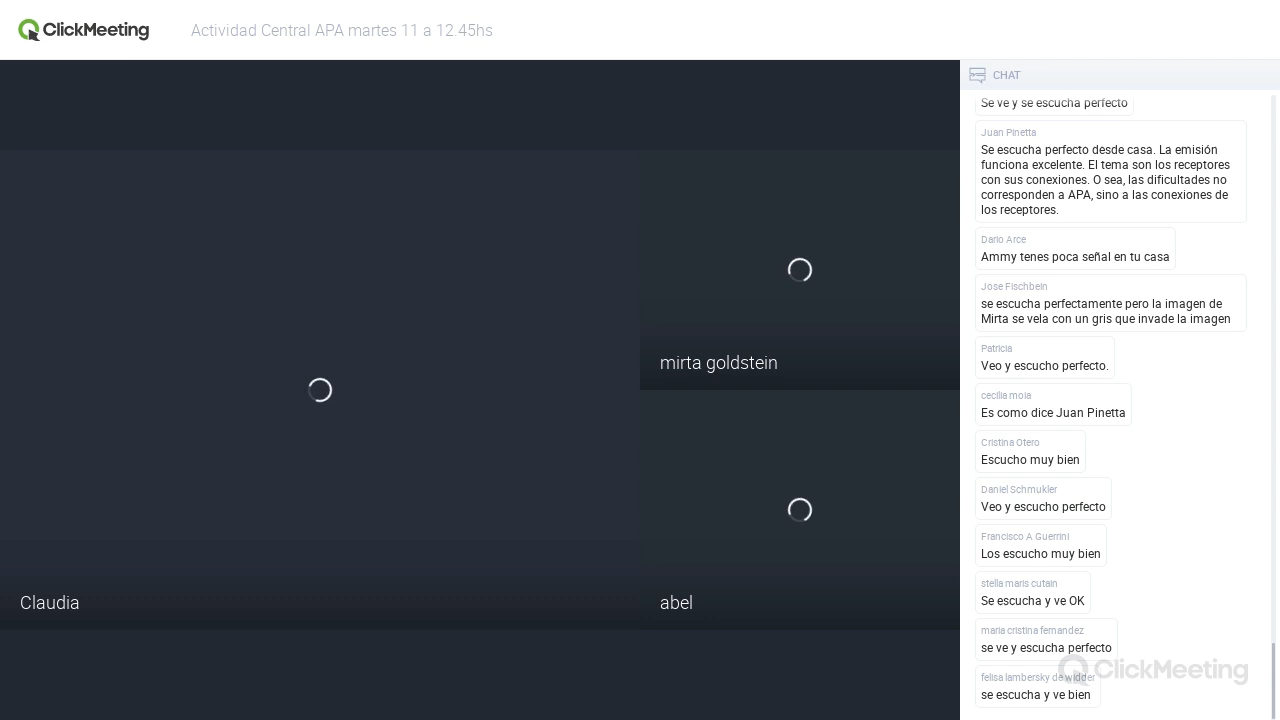 ClickMeeting
Actividad Central APA martes 11 a 12.45hs
CHAT
Se ve y se escucha perfecto
Juan Pinetta
Se escucha perfecto desde casa. La emisión
funciona excelente. El tema son los receptores
con sus conexiones. O sea, las dificultades no
corresponden a APA, sino a las conexiones de
los receptores.
Dario Arce
Ammy tenes poca señal en tu casa
Jose Fischbein
se escucha perfectamente pero la imagen de
Mirta se vela con un gris que invade la imagen
Patricia
Veo y escucho perfecto.
cecilia moia
Es como dice Juan Pinetta
Cristina Otero
Escucho muy bien
Daniel Schmukler
Veo y escucho perfecto
Francisco A Guerrini
Los escucho muy bien
stella maris cutain
Se escucha y ve OK
maria cristina fernandez
se ve y escucha perfecto
felisa lambersky de widder
se escucha y ve bien
mirta goldstein
Claudia
abel
ClickMeeting